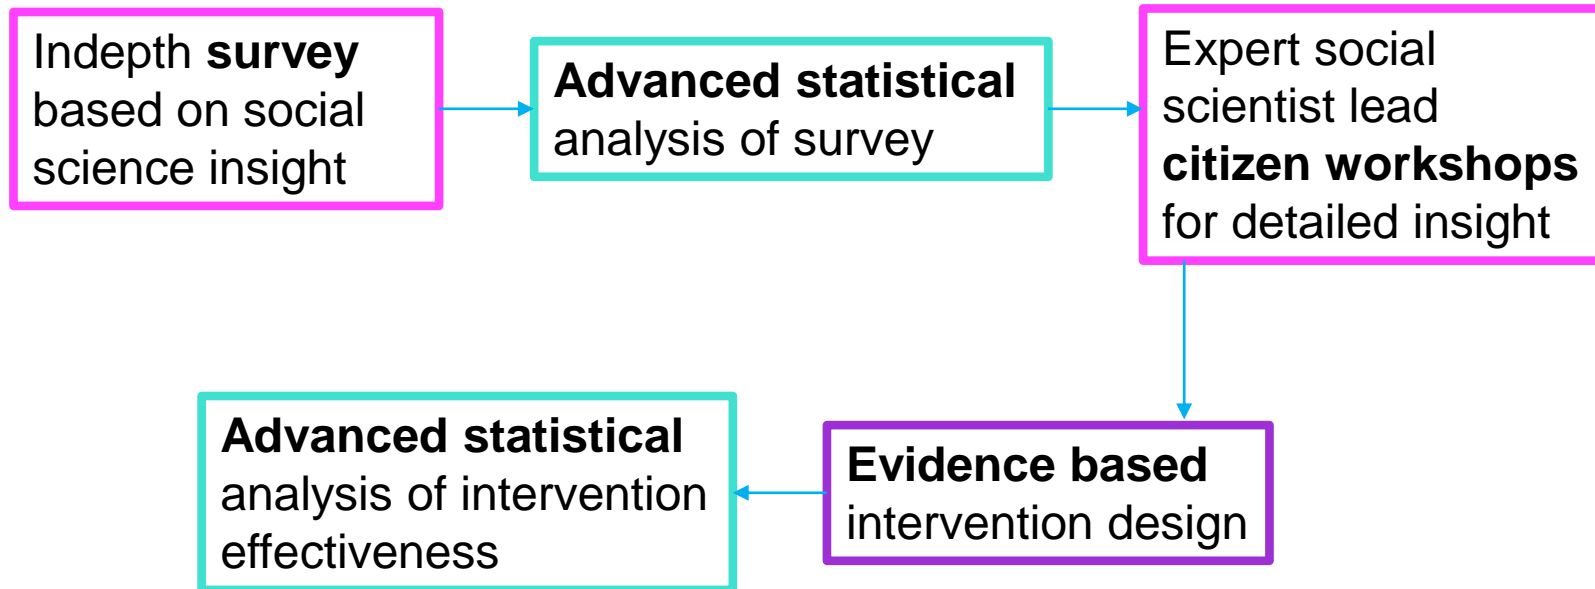 Indepth survey
based on social
science insight
Advanced statistical
analysis of survey
Expert social
scientist lead
citizen workshops
for detailed insight
Advanced statistical
analysis of intervention
effectiveness
Evidence based
intervention design